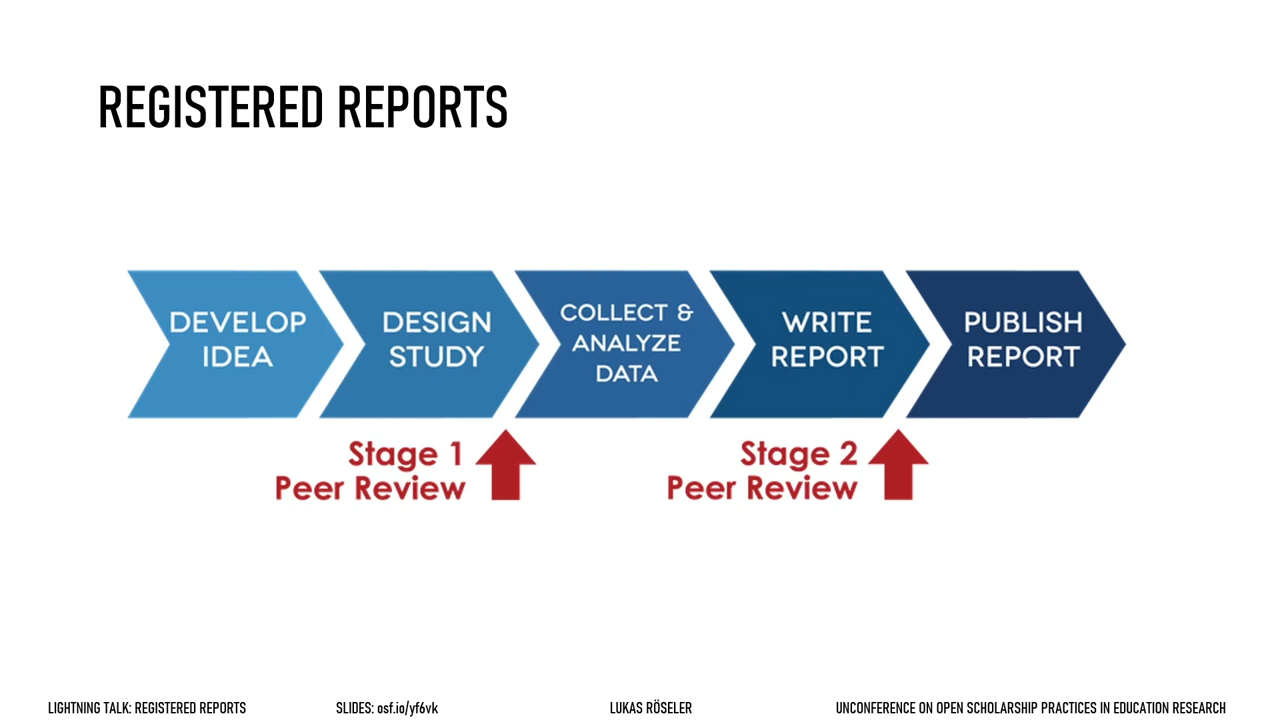 REGISTERED REPORTS
DEVELOP
IDEA
DESIGN
STUDY
COLLECT &
ANALYZE
DATA
WRITE
REPORT
PUBLISH
REPORT
Stage 1
Peer Review
Stage 2
Peer Review
LIGHTNING TALK: REGISTERED REPORTS
SLIDES: osf.io/yf6vk
LUKAS RÖSELER
UNCONFERENCE ON OPEN SCHOLARSHIP PRACTICES IN EDUCATION RESEARCH